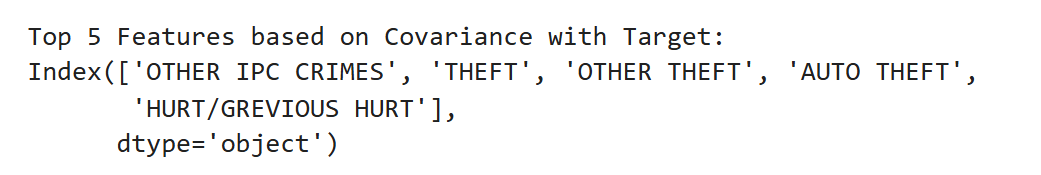 Top 5 Features based on Covariance with Target:
Index(['OTHER IPC CRIMES', 'THEFT', 'OTHER THEFT', 'AUTO THEFT',
       'HURT/GREVIOUS HURT'],
      dtype='object')